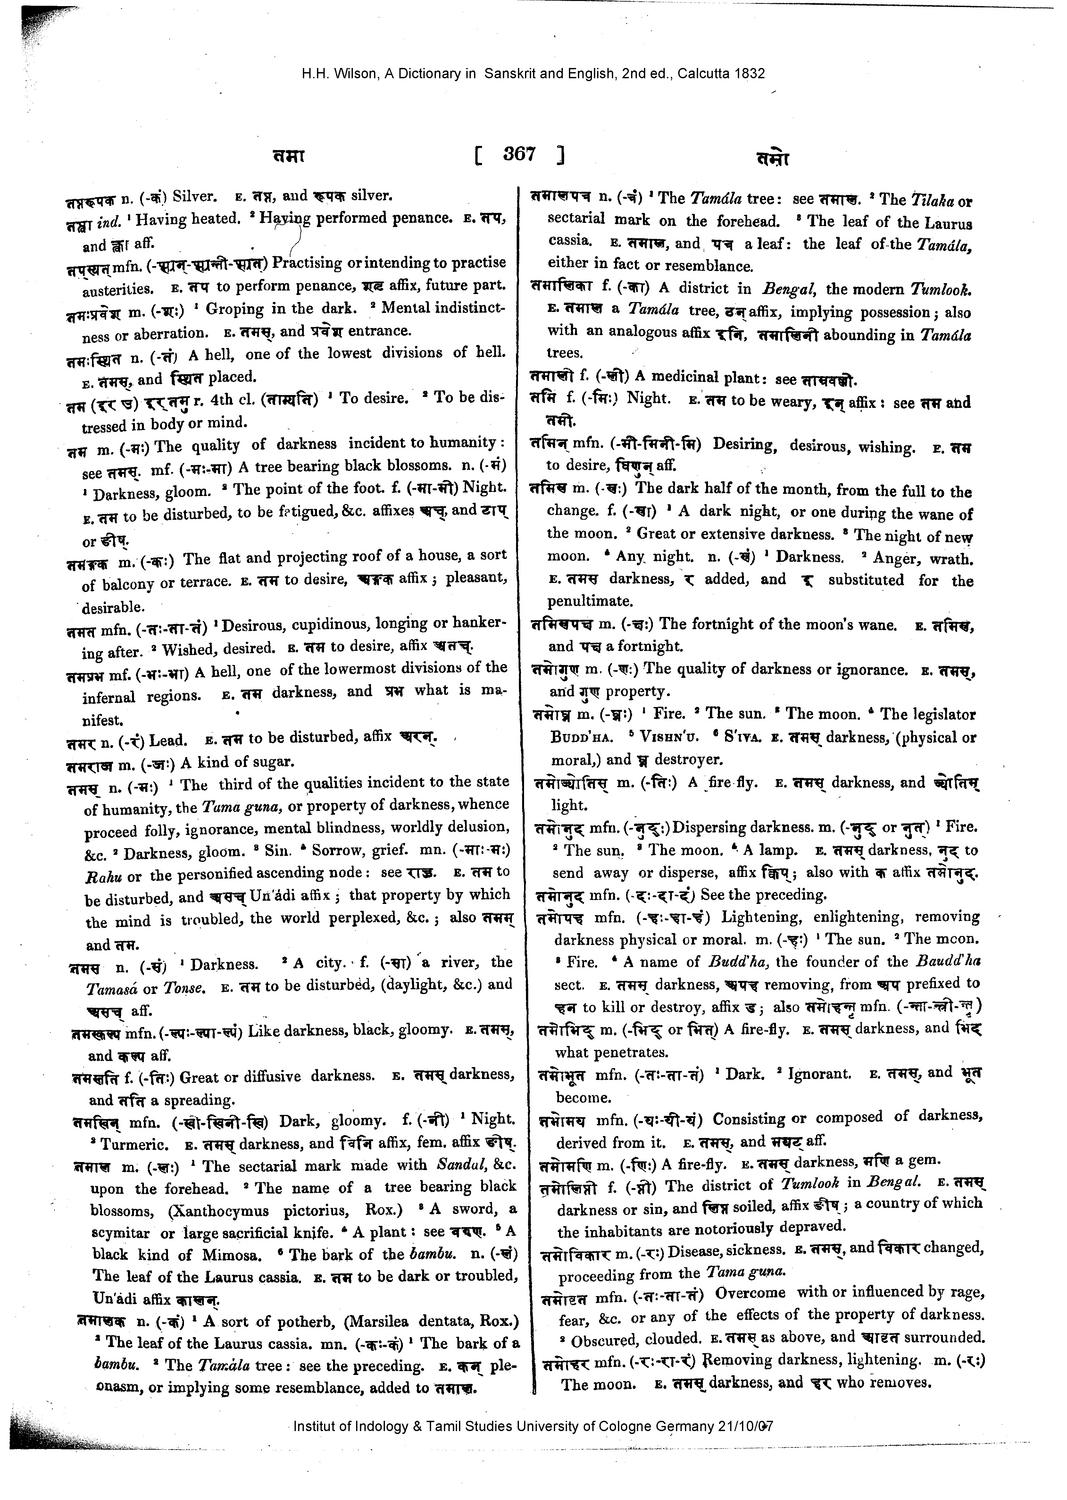 H.H. Wilson, A Dictionary in Sanskrit and English, 2nd ed., Calcutta 1832
तमा [ 367 ] तमो
तप्तरूपक n. (-कं) Silver. E. तप्त, and रूपक silver.
तप्त्वा ind. ¹ Having heated. ² Having performed penance. E. तप,
and क्त्वा aff.
तप्स्यत् mfn. (-स्यन्-स्यन्ती-स्यत्) Practising or intending to practise
austerities. E. तप to perform penance, शतृ affix, future part.
तमःप्रवेश m. (-शः) ¹ Groping in the dark. ² Mental indistinct-
ness or aberration. E. तमस्, and प्रवेश entrance.
तमःस्थित n. (-तं) A hell, one of the lowest divisions of hell.
E. तमस्, and स्थित placed.
तम (इर उ) इर् तमु r. 4th cl. (ताम्यति) ¹ To desire. ² To be dis-
tressed in body or mind.
तम m. (-मः) The quality of darkness incident to humanity:
see तमस्. mf. (-मः-मा) A tree bearing black blossoms. n. (-मं)
¹ Darkness, gloom. ² The point of the foot. f. (-मा-मी) Night.
E. तम to be disturbed, to be fatigued, &c. affixes अच्, and टाप्
or ङीष्.
तमङ्गक m. (-कः) The flat and projecting roof of a house, a sort
of balcony or terrace. E. तम to desire, अङ्गक affix; pleasant,
desirable.
तमत mfn. (-तः-ता-तं) ¹ Desirous, cupidinous, longing or hanker-
ing after. ² Wished, desired. E. तम to desire, affix अतच्.
तमप्रभ mf. (-भः-भा) A hell, one of the lowermost divisions of the
infernal regions. E. तम darkness, and प्रभ what is ma-
nifest.
तमर n. (-रं) Lead. E. तम to be disturbed, affix अरन्.
तमराज m. (-जः) A kind of sugar.
तमस् n. (-मः) ¹ The third of the qualities incident to the state
of humanity, the Tama guna, or property of darkness, whence
proceed folly, ignorance, mental blindness, worldly delusion,
&c. ² Darkness, gloom. ³ Sin. ⁴ Sorrow, grief. mn. (-माः-मः)
Rahu or the personified ascending node: see राहु. E. तम to
be disturbed, and असच् Un'ádi affix; that property by which
the mind is troubled, the world perplexed, &c.; also तमस्
and तम.
तमस n. (-सं) ¹ Darkness. ² A city. f. (-सा) a river, the
Tamasá or Tonse. E. तम to be disturbed, (daylight, &c.) and
असच् aff.
तमस्कल्प mfn. (-ल्पः-ल्पा-ल्पं) Like darkness, black, gloomy. E. तमस्,
and कल्प aff.
तमस्तति f. (-तिः) Great or diffusive darkness. E. तमस् darkness,
and तति a spreading.
तमस्विन् mfn. (-स्वी-स्विनी-स्वि) Dark, gloomy. f. (-नी) ¹ Night.
² Turmeric. E. तमस् darkness, and विनि affix, fem. affix ङीष्.
तमाल m. (-लः) ¹ The sectarial mark made with Sandal, &c.
upon the forehead. ² The name of a tree bearing black
blossoms, (Xanthocymus pictorius, Rox.) ³ A sword, a
scymitar or large sacrificial knife. ⁴ A plant: see वरुण. ⁵ A
black kind of Mimosa. ⁶ The bark of the bambu. n. (-लं)
The leaf of the Laurus cassia. E. तम to be dark or troubled,
Un'ádi affix कालन्.
तमालक n. (-कं) ¹ A sort of potherb, (Marsilea dentata, Rox.)
² The leaf of the Laurus cassia. mn. (-कः-कं) ¹ The bark of a
bambu. ² The Tamála tree: see the preceding. E. कन् ple-
onasm, or implying some resemblance, added to तमाल.
तमालपत्र n. (-त्रं) ¹ The Tamála tree: see तमाल. ² The Tilaka or
sectarial mark on the forehead. ³ The leaf of the Laurus
cassia. E. तमाल, and पत्र a leaf: the leaf of the Tamála,
either in fact or resemblance.
तमालिका f. (-का) A district in Bengal, the modern Tumlook.
E. तमाल a Tamála tree, ठन् affix, implying possession; also
with an analogous affix इनि, तमालिनी abounding in Tamála
trees.
तमाली f. (-ली) A medicinal plant: see ताम्रवल्ली.
तमि f. (-मिः) Night. E. तम to be weary, इन् affix: see तम and
तमी.
तमिन् mfn. (-मी-मिनी-मि) Desiring, desirous, wishing. E. तम
to desire, घिणुन् aff.
तमिस्र m. (-स्रः) The dark half of the month, from the full to the
change. f. (-स्रा) ¹ A dark night, or one during the wane of
the moon. ² Great or extensive darkness. ³ The night of new
moon. ⁴ Any night. n. (-स्रं) ¹ Darkness. ² Anger, wrath.
E. तमस् darkness, र added, and इ substituted for the
penultimate.
तमिस्रपक्ष m. (-क्षः) The fortnight of the moon's wane. E. तमिस्र,
and पक्ष a fortnight.
तमोगुण m. (-णः) The quality of darkness or ignorance. E. तमस्,
and गुण property.
तमोघ्न m. (-घ्नः) ¹ Fire. ² The sun. ³ The moon. ⁴ The legislator
BUDD'HA. ⁵ VISHN'U. ⁶ S'IVA. E. तमस् darkness, (physical or
moral,) and घ्न destroyer.
तमोज्योतिस् m. (-तिः) A fire-fly. E. तमस् darkness, and ज्योतिस्
light.
तमोनुद् mfn. (-नुद्ः) Dispersing darkness. m. (-नुद् or नुत्) ¹ Fire.
² The sun. ³ The moon. ⁴ A lamp. E. तमस् darkness, नुद् to
send away or disperse, affix क्विप्; also with क affix तमोनुद्.
तमोनुद mfn. (-दः-दा-दं) See the preceding.
तमोपह mfn. (-हः-हा-हं) Lightening, enlightening, removing
darkness physical or moral. m. (-हः) ¹ The sun. ² The moon.
³ Fire. ⁴ A name of Budd'ha, the founder of the Baudd'ha
sect. E. तमस् darkness, अपह removing, from अप prefixed to
हन to kill or destroy, affix ड; also तमोहन्तृ mfn. (-न्ता-न्त्री-न्तृ)
तमोभिद् m. (-भिद् or भित्) A fire-fly. E. तमस् darkness, and भिद्
what penetrates.
तमोभूत mfn. (-तः-ता-तं) ¹ Dark. ² Ignorant. E. तमस्, and भूत
become.
तमोमय mfn. (-यः-यी-यं) Consisting or composed of darkness,
derived from it. E. तमस्, and मयट् aff.
तमोमणि m. (-णिः) A fire-fly. E. तमस् darkness, मणि a gem.
तमोलिप्ती f. (-प्ती) The district of Tumlook in Bengal. E. तमस्
darkness or sin, and लिप्त soiled, affix ङीष्; a country of which
the inhabitants are notoriously depraved.
तमोविकार m. (-रः) Disease, sickness. E. तमस्, and विकार changed,
proceeding from the Tama guna.
तमोवृत mfn. (-तः-ता-तं) Overcome with or influenced by rage,
fear, &c. or any of the effects of the property of darkness.
² Obscured, clouded. E. तमस् as above, and आवृत surrounded.
तमोहर mfn. (-रः-रा-रं) Removing darkness, lightening. m. (-रः)
The moon. E. तमस् darkness, and हर who removes.
Institut of Indology & Tamil Studies University of Cologne Germany 21/10/07